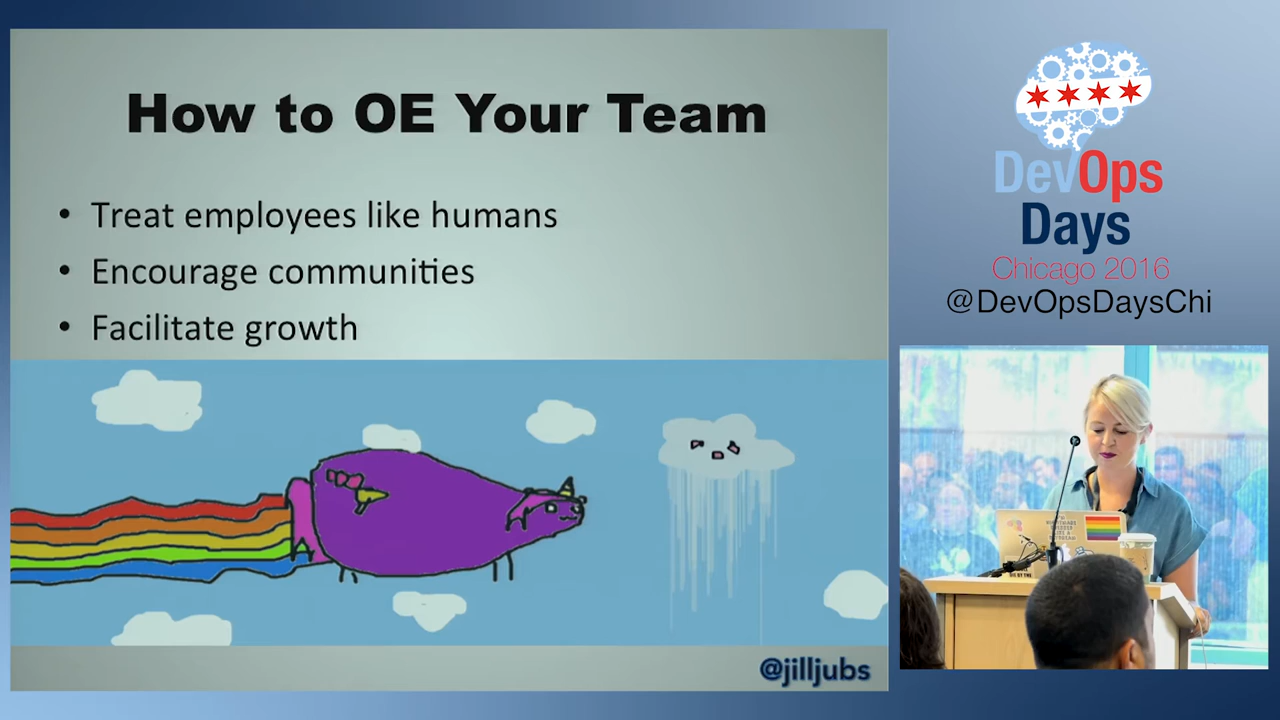 How to OE Your Team
• Treat employees like humans
• Encourage communities
• Facilitate growth
@jilljubs
DevOps
Days
Chicago 2016
@DevOpsDaysChi